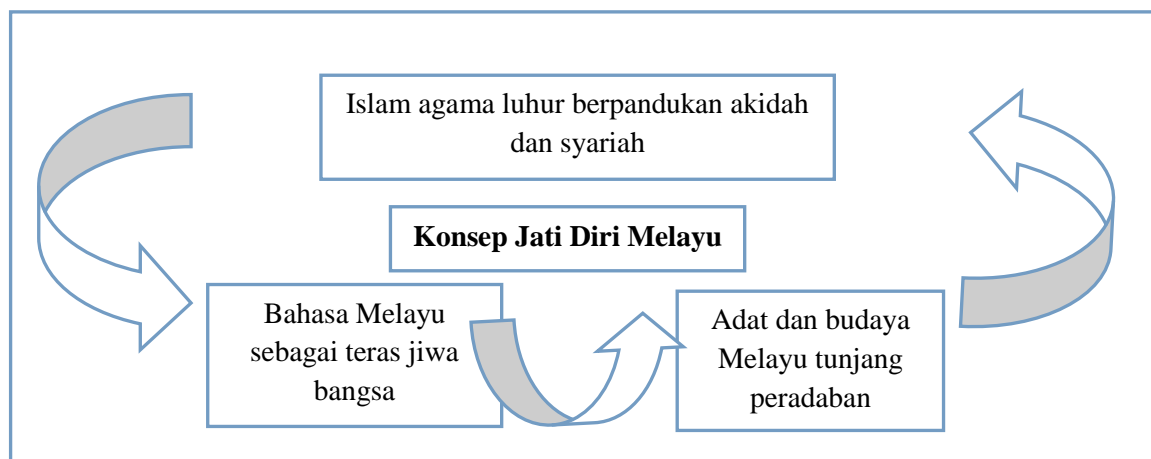 Islam agama luhur berpandukan akidah
dan syariah
Konsep Jati Diri Melayu
Bahasa Melayu
sebagai teras jiwa
bangsa
Adat dan budaya
Melayu tunjang
peradaban